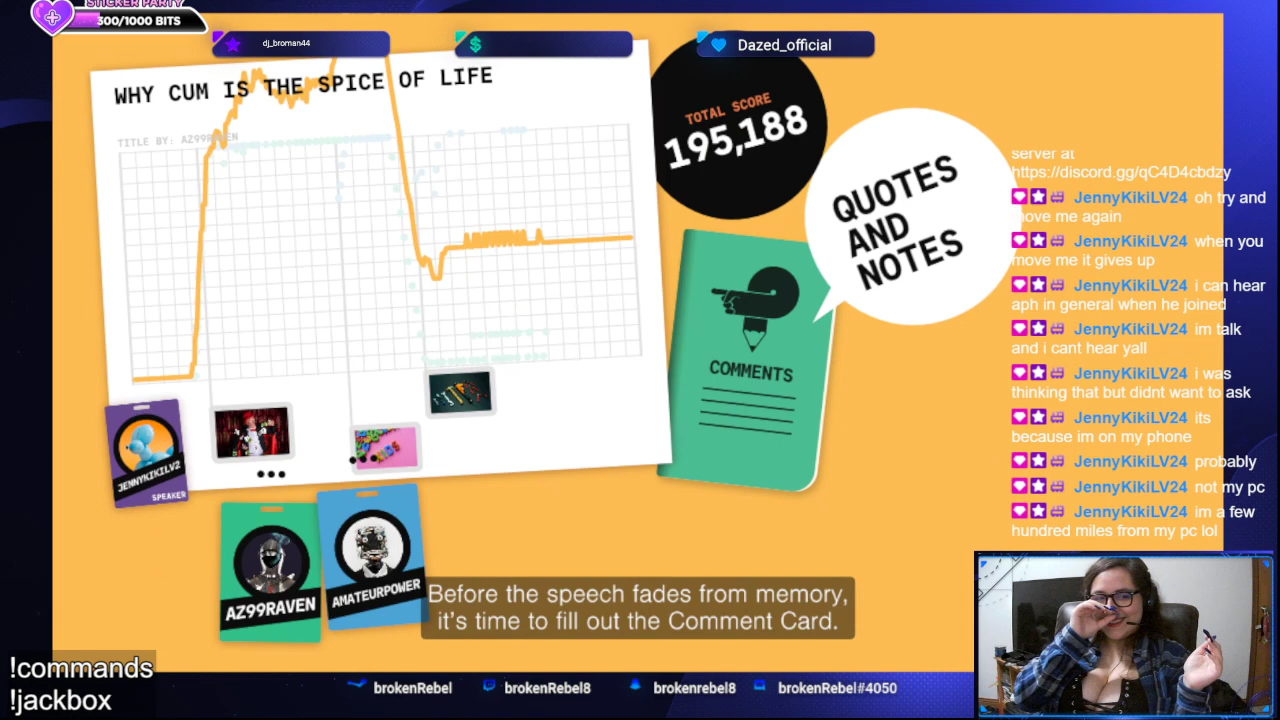 STICKER PARTY
300/1000 BITS
dj_broman44
Dazed_official
WHY CUM IS THE SPICE OF LIFE
TITLE BY: AZ99RAVEN
TOTAL SCORE
195,188
QUOTES
AND
NOTES
COMMENTS
JENNYKIKILV2
SPEAKER
AZ99RAVEN
AMATEURPOWER
Before the speech fades from memory,
it's time to fill out the Comment Card.
server at
https://discord.gg/qC4D4cbdzy
JennyKikiLV24 oh try and
move me again
JennyKikiLV24 when you
move me it gives up
JennyKikiLV24 i can hear
aph in general when he joined
JennyKikiLV24 im talk
and i cant hear yall
JennyKikiLV24 i was
thinking that but didnt want to ask
JennyKikiLV24 its
because im on my phone
JennyKikiLV24 probably
JennyKikiLV24 not my pc
JennyKikiLV24 im a few
hundred miles from my pc lol
!commands
!jackbox
brokenRebel
brokenRebel8
brokenrebel8
brokenRebel#4050